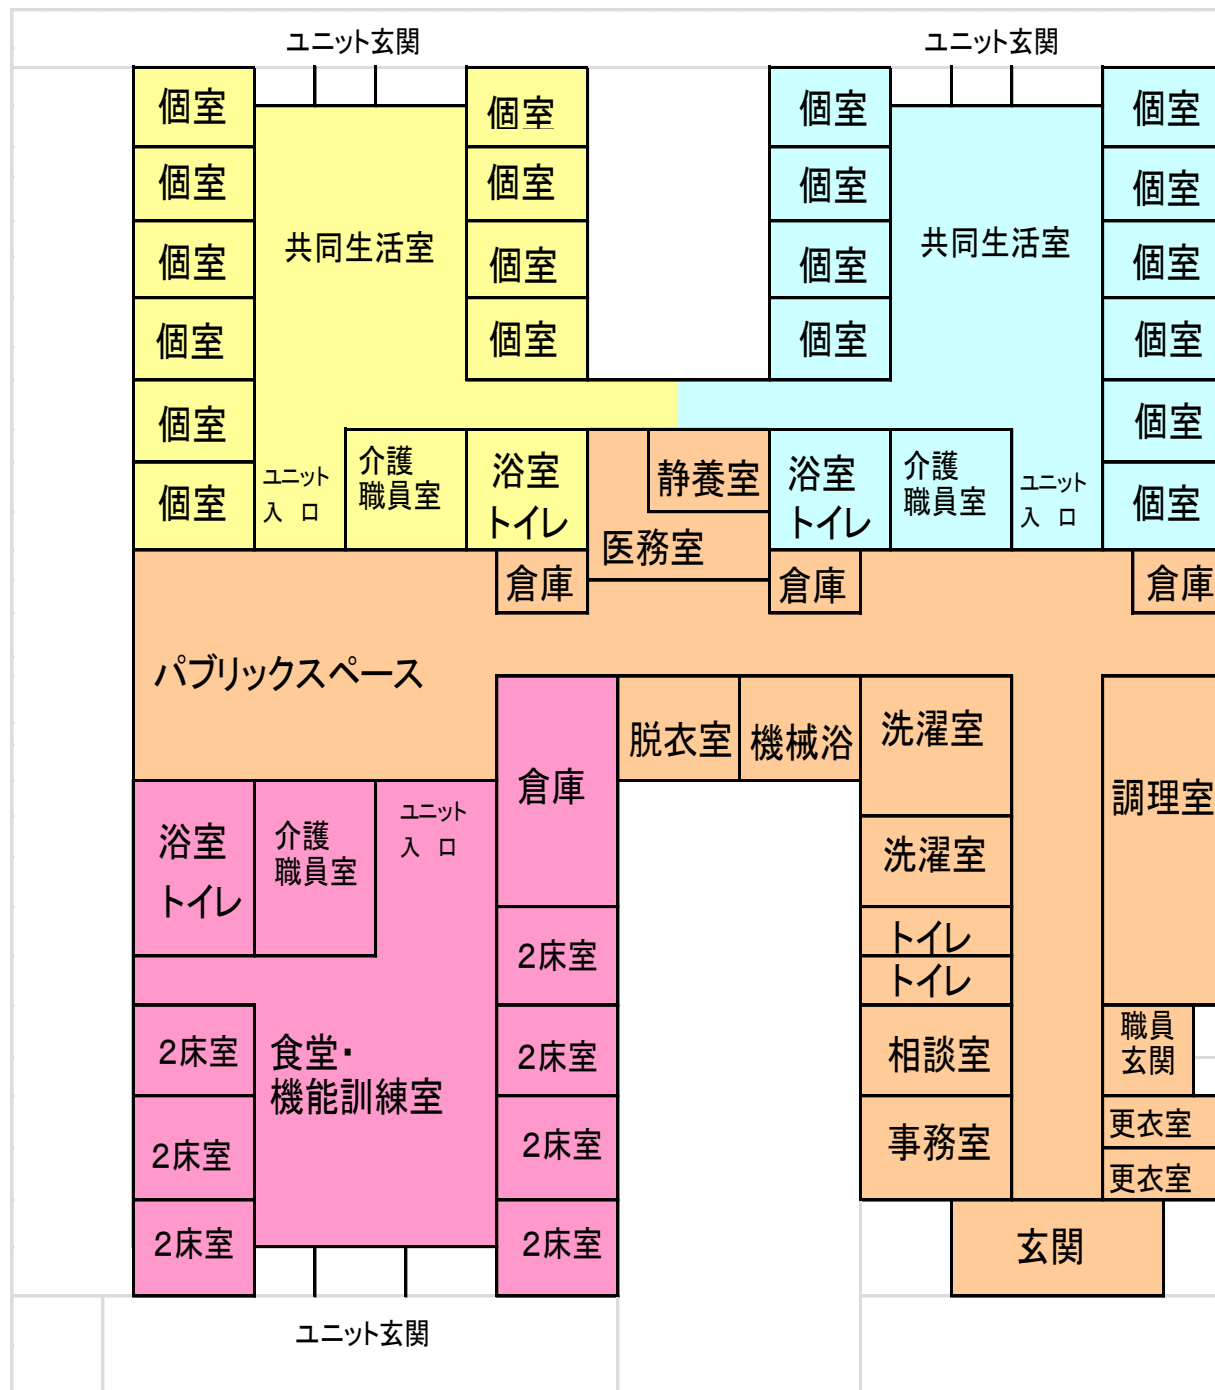 ユニット玄関
ユニット玄関
個室
個室
個室
個室
個室
個室
個室
個室
共同生活室
共同生活室
個室
個室
個室
個室
個室
個室
個室
個室
個室
個室
ユニット
入 口
介護
職員室
浴室
トイレ
静養室
医務室
浴室
トイレ
介護
職員室
ユニット
入 口
個室
個室
倉庫
倉庫
倉庫
パブリックスペース
倉庫
脱衣室
機械浴
洗濯室
調理室
浴室
トイレ
介護
職員室
ユニット
入 口
洗濯室
トイレ
トイレ
2床室
2床室
食堂・
機能訓練室
2床室
相談室
職員
玄関
2床室
2床室
事務室
更衣室
更衣室
2床室
2床室
玄関
ユニット玄関